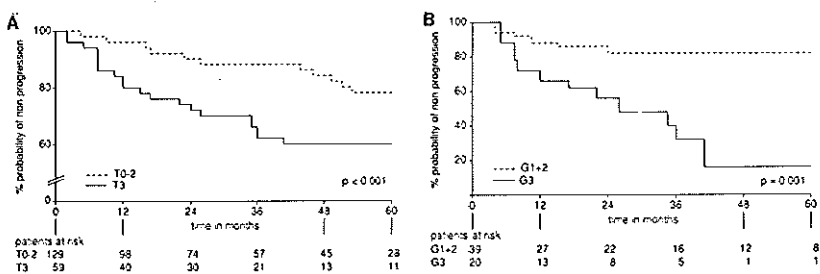 A
% probability of non progression
100
80
60
0
T0-2
T3
p < 0.001
0 12 24 36 48 60
time in months
patients at risk
T0-2 129 98 74 57 45 23
T3 53 40 30 21 13 11
B
% probability of non progression
100
80
60
40
20
G1+2
G3
p = 0.001
0 12 24 36 48 60
time in months
patients at risk
G1+2 39 27 22 16 12 8
G3 20 13 8 5 1 1